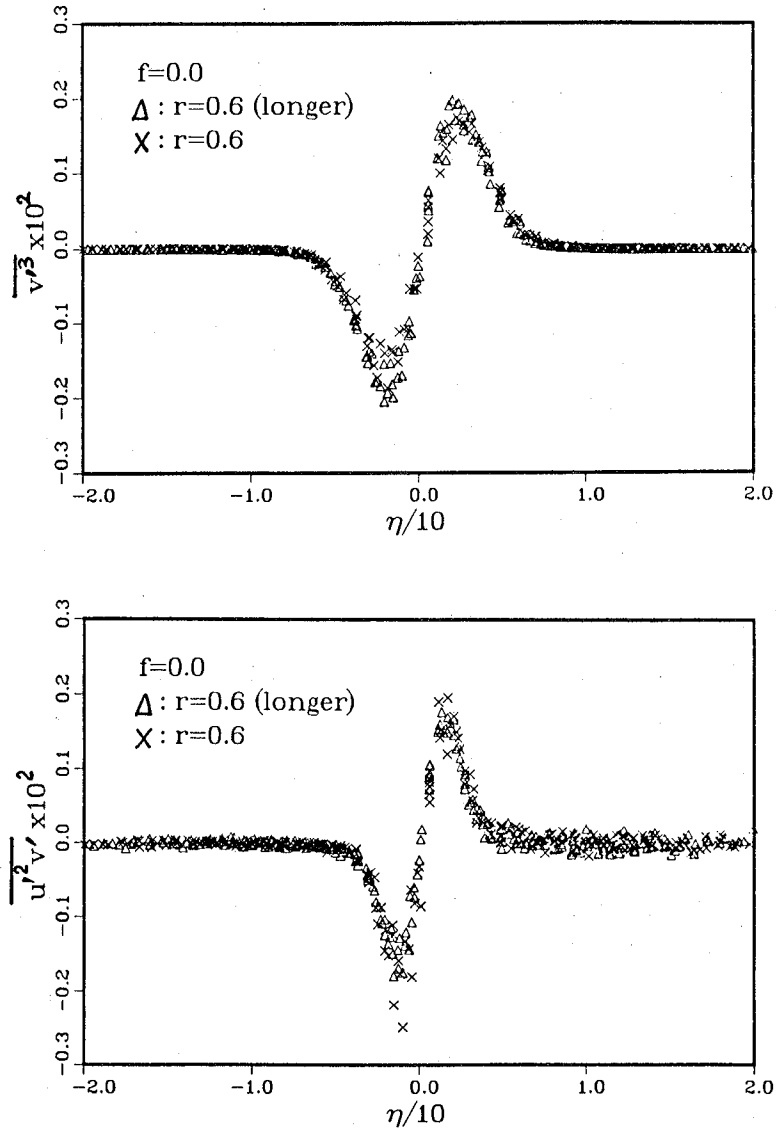 0.3
0.2
0.1
0.0
−0.1
−0.2
−0.3
v′³ x10²
f=0.0
Δ : r=0.6 (longer)
× : r=0.6
−2.0 −1.0 0.0 1.0 2.0
η/10
0.3
0.2
0.1
0.0
−0.1
−0.2
−0.3
u′²v′ x10²
f=0.0
Δ : r=0.6 (longer)
× : r=0.6
−2.0 −1.0 0.0 1.0 2.0
η/10